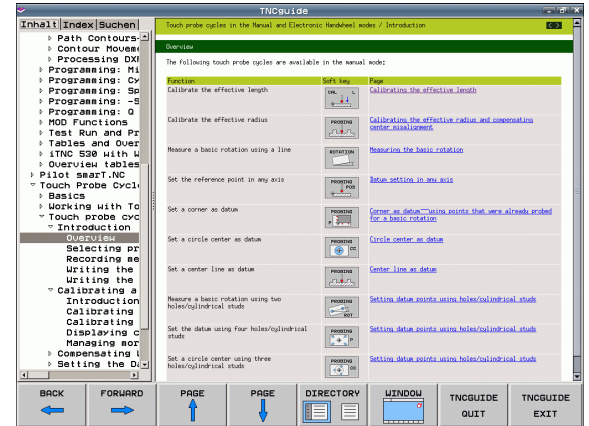 TNCguide
Inhalt Index Suchen
Path Contours-
Contour Moveme
Processing DXF
Programming: Mi
Programming: Cy
Programming: Sp
Programming: -S
Programming: Q
MOD Functions
Test Run and Pr
Tables and Over
iTNC 530 with W
Overview tables
Pilot smarT.NC
Touch Probe Cycl
Basics
Working with To
Touch probe cyc
Introduction
Overview
Selecting pr
Recording me
Writing the
Writing the
Calibrating a
Introduction
Calibrating
Calibrating
Displaying c
Managing mor
Compensating W
Setting the Da
Touch probe cycles in the Manual and Electronic Handwheel modes / Introduction
Overview
The following touch probe cycles are available in the manual mode:
Function Soft key Page
Calibrate the effective length CAL L Calibrating the effective length
Calibrate the effective radius PROBING Calibrating the effective radius and compensating
center misalignment
Measure a basic rotation using a line ROTATION Measuring the basic rotation
Set the reference point in any axis PROBING POS Datum setting in any axis
Set a corner as datum PROBING P Corner as datum—using points that were already probed
for a basic rotation
Set a circle center as datum PROBING CC Circle center as datum
Set a center line as datum PROBING Center line as datum
Measure a basic rotation using two
holes/cylindrical studs PROBING ROT Setting datum points using holes/cylindrical studs
Set the datum using four holes/cylindrical
studs PROBING P Setting datum points using holes/cylindrical studs
Set a circle center using three
holes/cylindrical studs PROBING CC Setting datum points using holes/cylindrical studs
BACK FORWARD PAGE PAGE DIRECTORY WINDOW TNCGUIDE QUIT TNCGUIDE EXIT